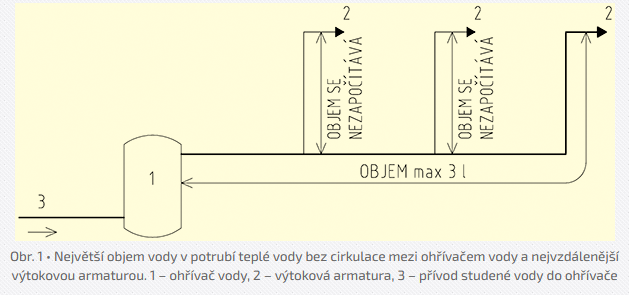 2
2
2
OBJEM SE
NEZAPOČÍTÁVÁ
OBJEM SE
NEZAPOČÍTÁVÁ
1
OBJEM max 3 l
3
Obr. 1 • Největší objem vody v potrubí teplé vody bez cirkulace mezi ohřívačem vody a nejvzdálenější
výtokovou armaturou. 1 – ohřívač vody, 2 – výtoková armatura, 3 – přívod studené vody do ohřívače